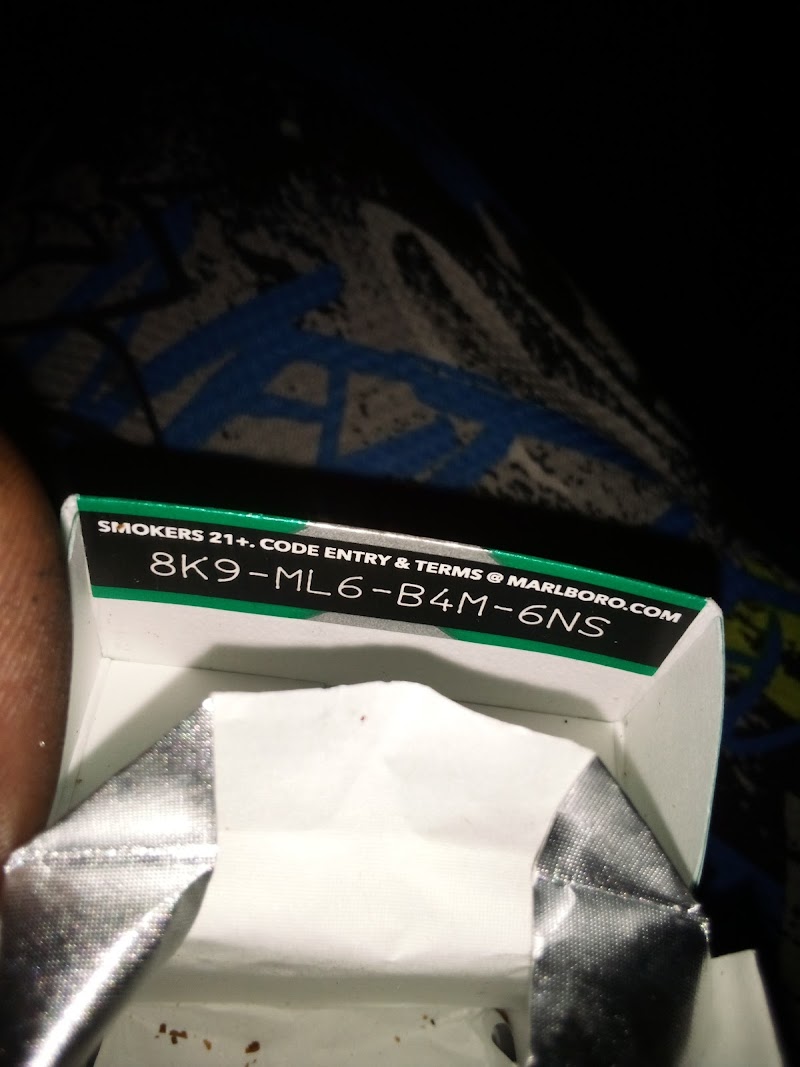 SMOKERS 21+. CODE ENTRY & TERMS @ MARLBORO.COM
8K9-ML6-B4M-6NS